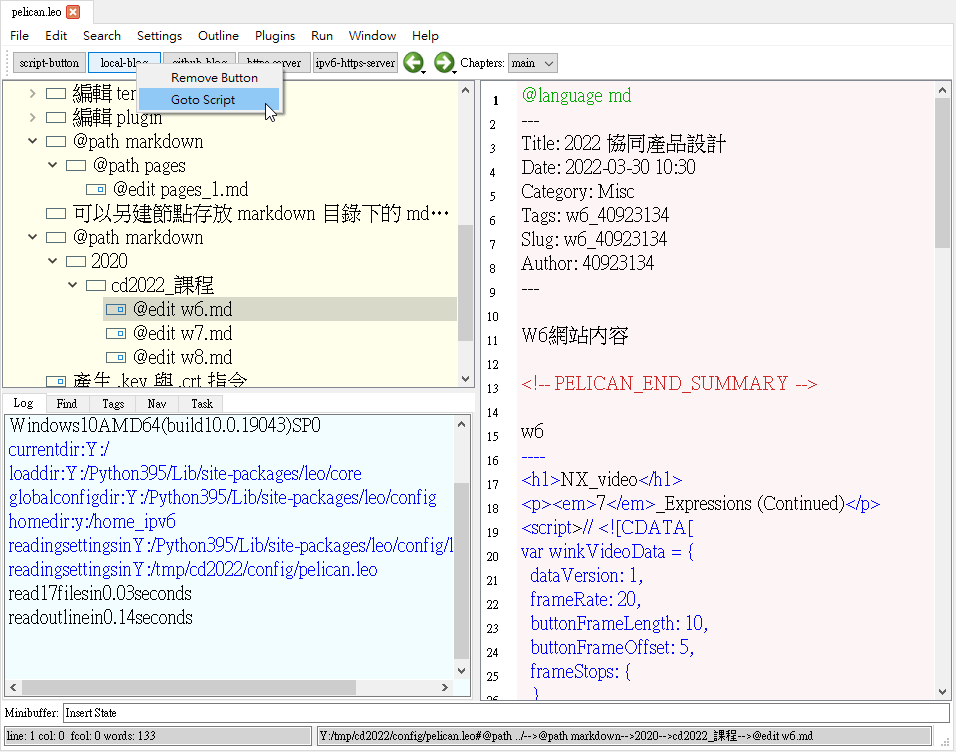 pelican.leo
File Edit Search Settings Outline Plugins Run Window Help
script-button local-blog github-blog https-server ipv6-https-server Chapters: main
Remove Button
Goto Script
編輯
編輯 plugin
@path markdown
@path pages
@edit pages_1.md
可以另建節點存放 markdown 目錄下的 md…
@path markdown
2020
cd2022_課程
@edit w6.md
@edit w7.md
@edit w8.md
產生 .key 與 .crt 指令
Log Find Tags Nav Task
Windows10AMD64(build10.0.19043)SP0
currentdir:Y:/
loaddir:Y:/Python395/Lib/site-packages/leo/core
globalconfigdir:Y:/Python395/Lib/site-packages/leo/config
homedir:y:/home_ipv6
readingsettingsinY:/Python395/Lib/site-packages/leo/config/l
readingsettingsinY:/tmp/cd2022/config/pelican.leo
read17filesin0.03seconds
readoutlinein0.14seconds
1 @language md
2 ---
3 Title: 2022 協同產品設計
4 Date: 2022-03-30 10:30
5 Category: Misc
6 Tags: w6_40923134
7 Slug: w6_40923134
8 Author: 40923134
9 ---
10
11 W6網站內容
12
13 <!-- PELICAN_END_SUMMARY -->
14
15 w6
16 ----
17 <h1>NX_video</h1>
18 <p><em>7</em>_Expressions (Continued)</p>
19 <script>// <![CDATA[
20 var winkVideoData = {
21 dataVersion: 1,
22 frameRate: 20,
23 buttonFrameLength: 10,
24 buttonFrameOffset: 5,
25 frameStops: {
26 }
Minibuffer: Insert State
line: 1 col: 0 fcol: 0 words: 133
Y:/tmp/cd2022/config/pelican.leo#@path ../-->@path markdown-->2020-->cd2022_課程-->@edit w6.md